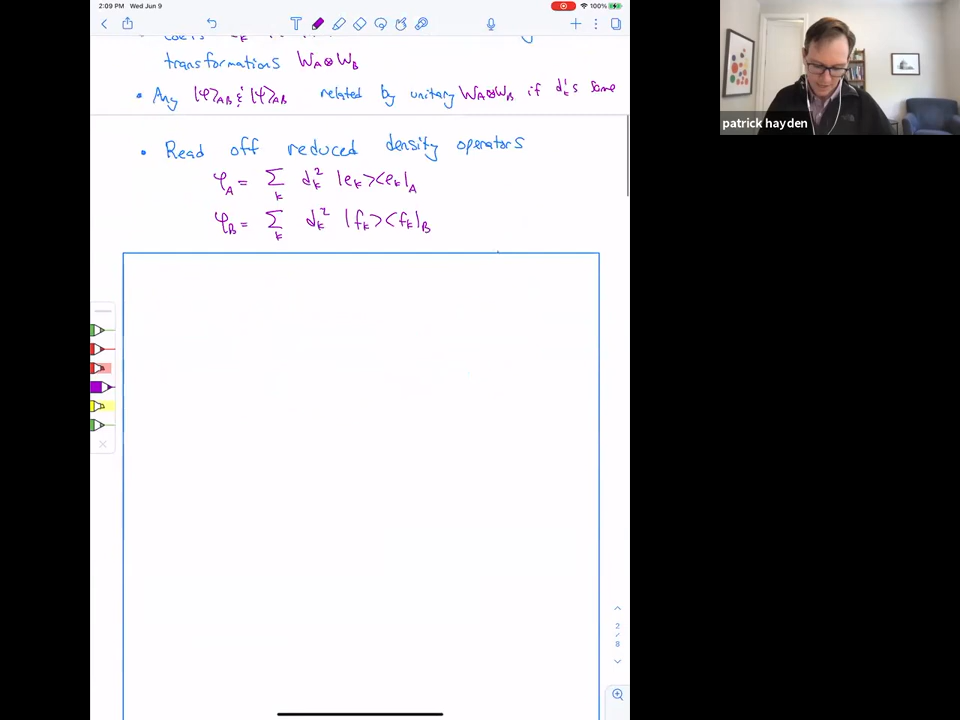 2:09 PM Wed Jun 9
100%
transformations W_A⊗W_B
• Any |φ⟩_AB & |ψ⟩_AB related by unitary W_A⊗W_B if d_k's same
• Read off reduced density operators
φ_A = Σ_k d_k^2 |e_k><e_k|_A
φ_B = Σ_k d_k^2 |f_k><f_k|_B
patrick hayden
2
8